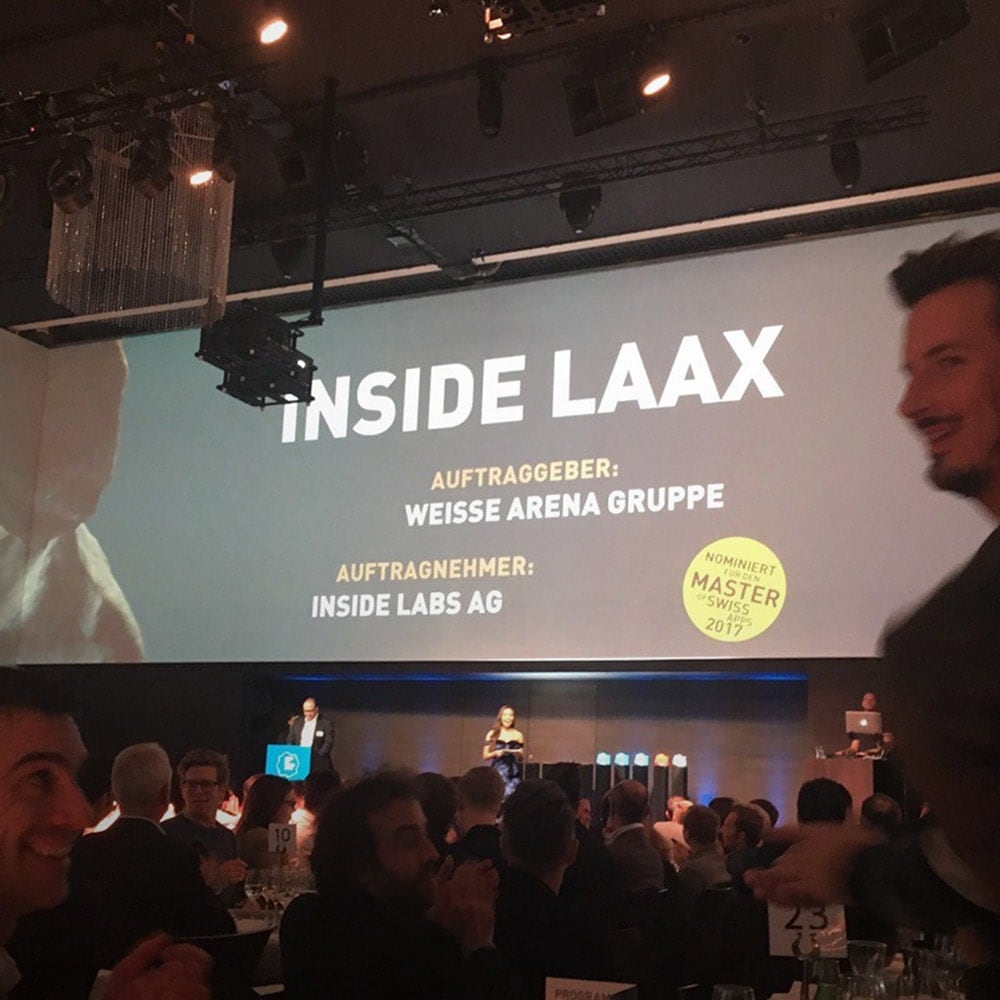 INSIDE LAAX
AUFTRAGGEBER:
WEISSE ARENA GRUPPE
AUFTRAGNEHMER:
INSIDE LABS AG
NOMINIERT
FÜR DEN
MASTER
OF SWISS
APPS
2017
10
23
PROGRAM